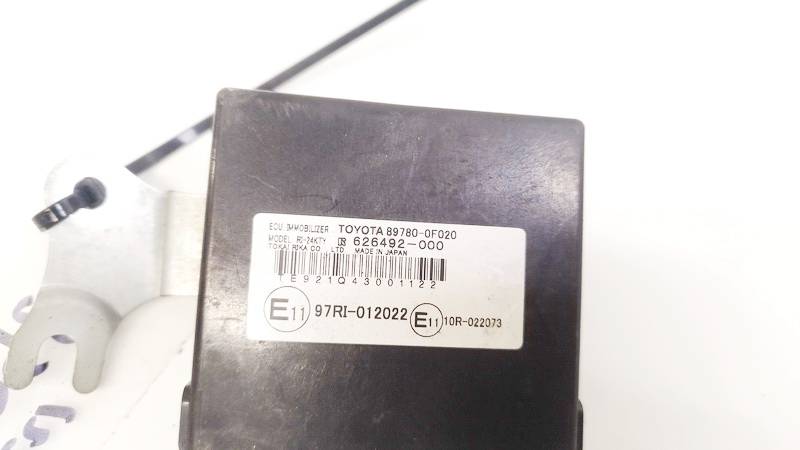 ECU. IMMOBILIZER TOYOTA 89780-0F020
MODEL RI-24KTY 626492-000
TOKAI RIKA CO., LTD MADE IN JAPAN
TE921Q43001122
E11 97RI-012022 E11 10R-022073